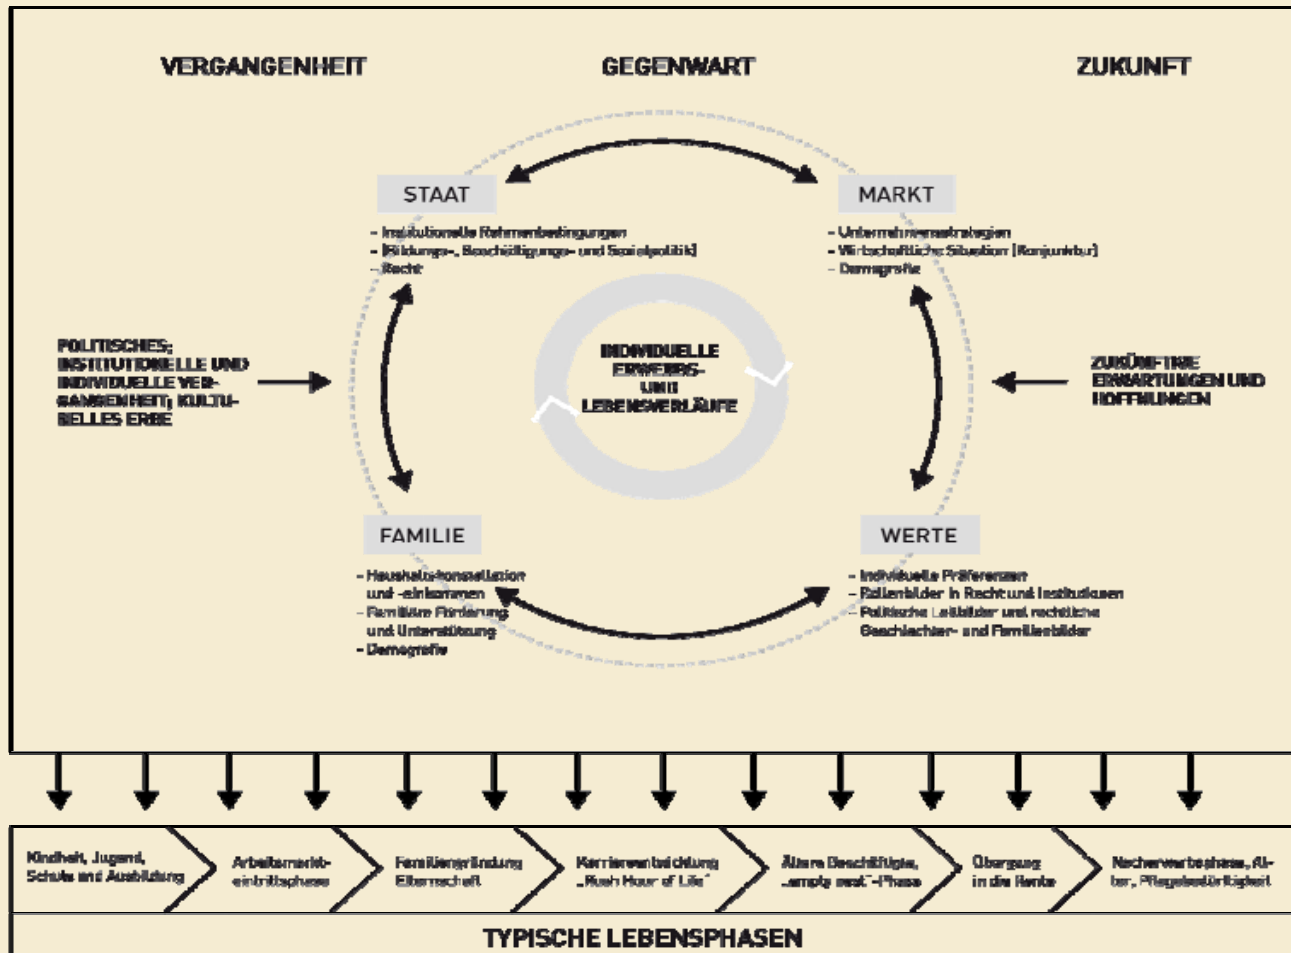 VERGANGENHEIT
GEGENWART
ZUKUNFT
STAAT
- Institutionelle Rahmenbedingungen
- (Bildungs-, Beschäftigungs- und Sozialpolitik)
- Recht
MARKT
- Unternehmensstrategien
- Wirtschaftliche Situation (Konjunktur)
- Demografie
POLITISCHES;
INSTITUTIONELLE UND
INDIVIDUELLE VER-
GANGENHEIT; KULTU-
RELLES ERBE
INDIVIDUELLE
ERWERBS-
UND
LEBENSVERLÄUFE
ZUKÜNFTIGE
ERWARTUNGEN UND
HOFFNUNGEN
FAMILIE
- Haushaltskonstellation
und -einkommen
- Familiäre Förderung
und Unterstützung
- Demografie
WERTE
- Individuelle Präferenzen
- Rollenbilder in Recht und Institutionen
- Politische Leitbilder und rechtliche
Geschlechter- und Familienbilder
Kindheit, Jugend,
Schule und Ausbildung
Arbeitsmarkt-
eintrittsphase
Familiengründung
Elternschaft
Karriereentwicklung
„Rush Hour of Life“
Ältere Beschäftigte,
„empty nest“-Phase
Übergang
in die Rente
Nacherwerbsphase, Al-
ter, Pflegebedürftigkeit
TYPISCHE LEBENSPHASEN